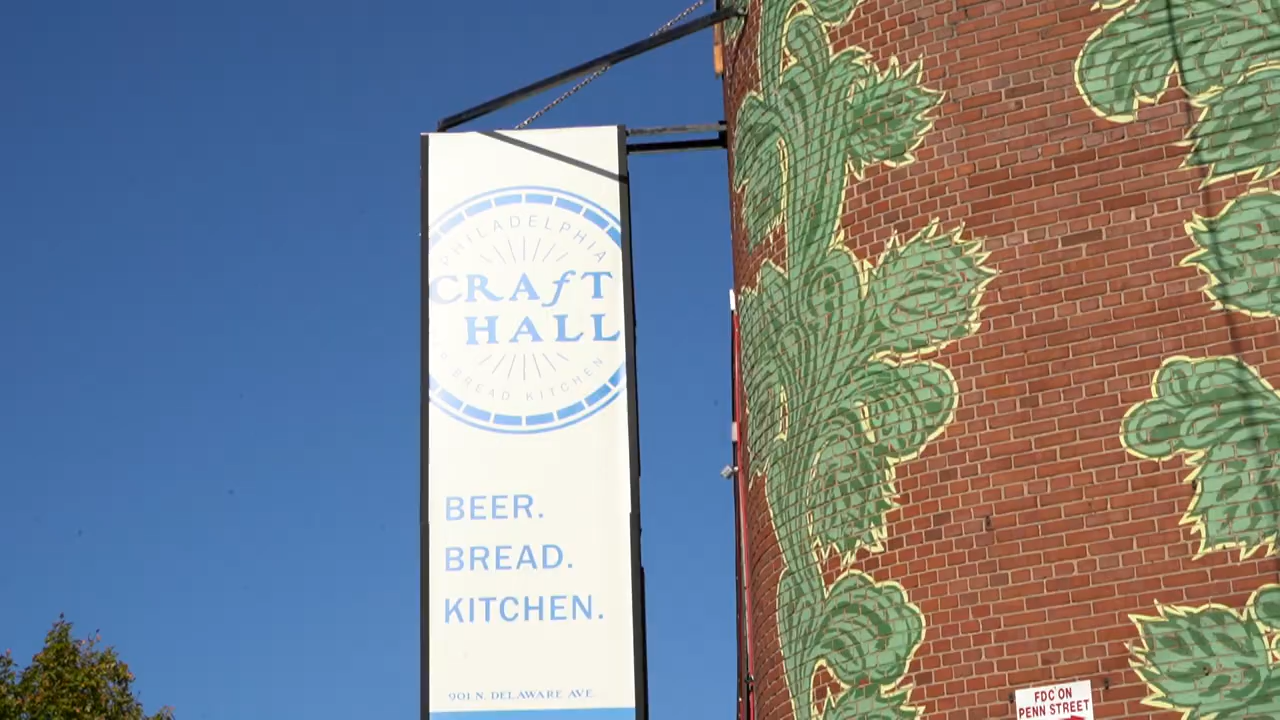 PHILADELPHIA
CRAfT
HALL
BREAD KITCHEN
BEER.
BREAD.
KITCHEN.
901 N. DELAWARE AVE
FDC ON
PENN STREET